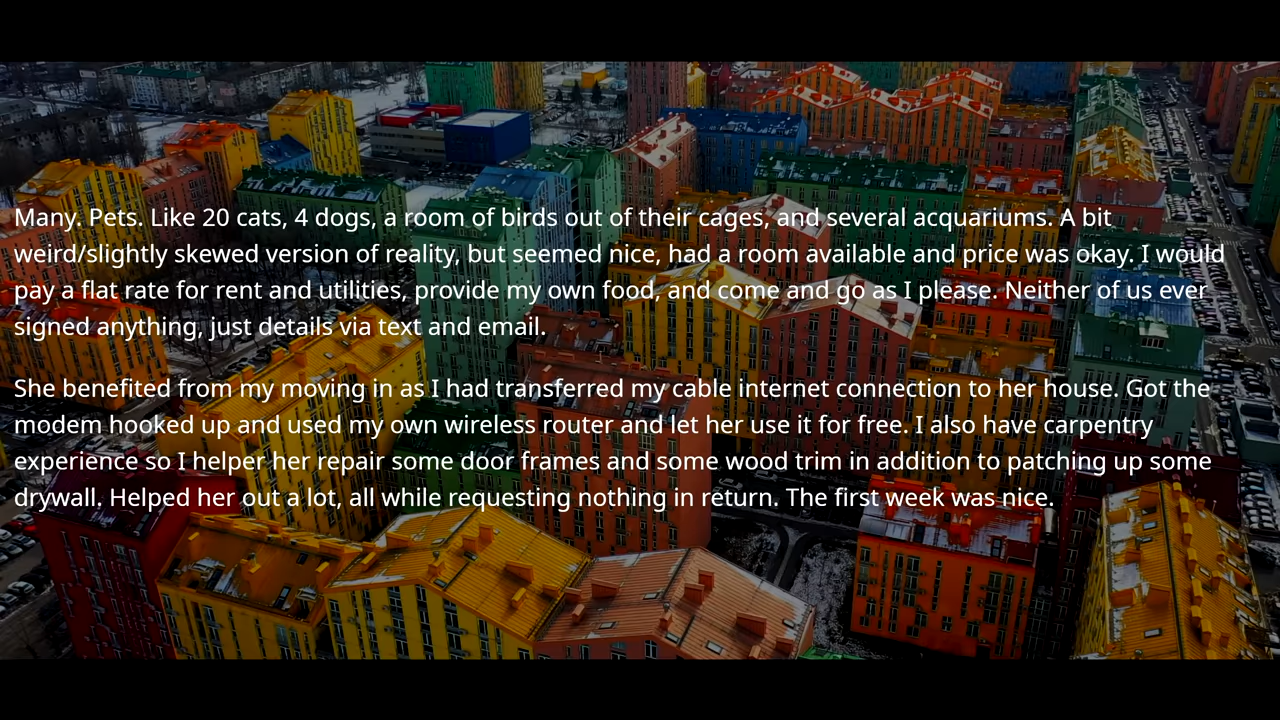 Many. Pets. Like 20 cats, 4 dogs, a room of birds out of their cages, and several acquariums. A bit
weird/slightly skewed version of reality, but seemed nice, had a room available and price was okay. I would
pay a flat rate for rent and utilities, provide my own food, and come and go as I please. Neither of us ever
signed anything, just details via text and email.
She benefited from my moving in as I had transferred my cable internet connection to her house. Got the
modem hooked up and used my own wireless router and let her use it for free. I also have carpentry
experience so I helper her repair some door frames and some wood trim in addition to patching up some
drywall. Helped her out a lot, all while requesting nothing in return. The first week was nice.